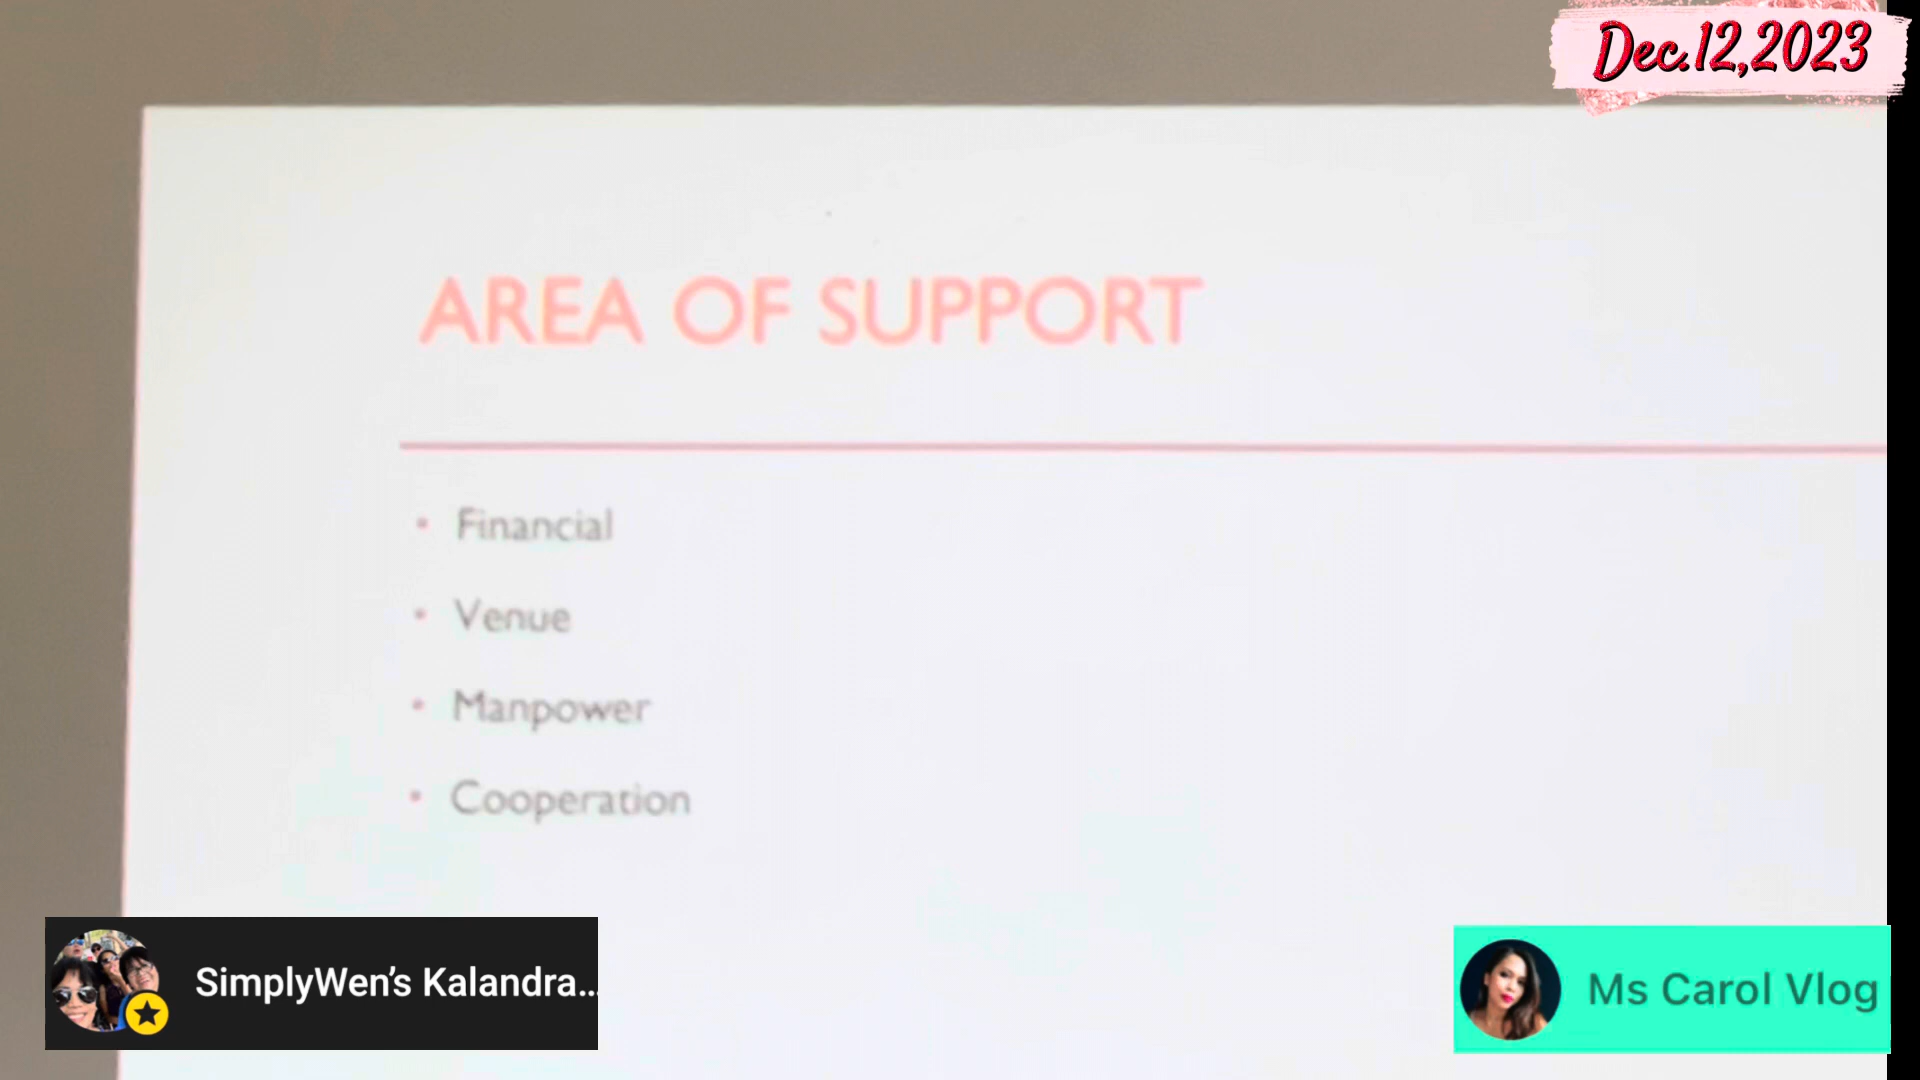 Dec.12,2023
AREA OF SUPPORT
• Financial
• Venue
• Manpower
• Cooperation
SimplyWen’s Kalandra...
Ms Carol Vlog